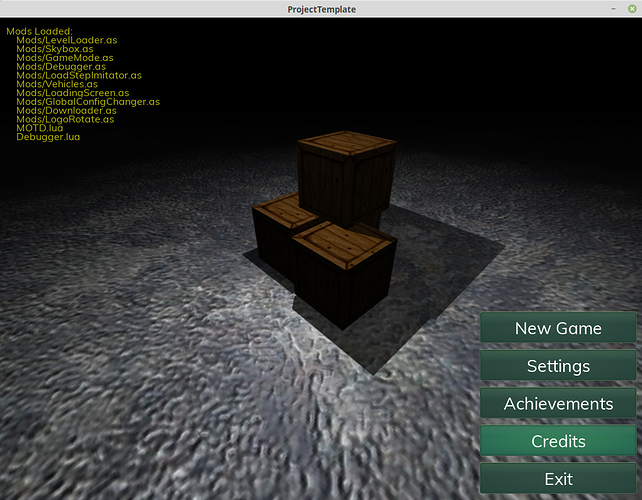 ProjectTemplate
Mods Loaded:
Mods/LevelLoader.as
Mods/Skybox.as
Mods/GameMode.as
Mods/Debugger.as
Mods/LoadStepImitator.as
Mods/Vehicles.as
Mods/LoadingScreen.as
Mods/GlobalConfigChanger.as
Mods/Downloader.as
Mods/LogoRotate.as
MOTD.lua
Debugger.lua
New Game
Settings
Achievements
Credits
Exit